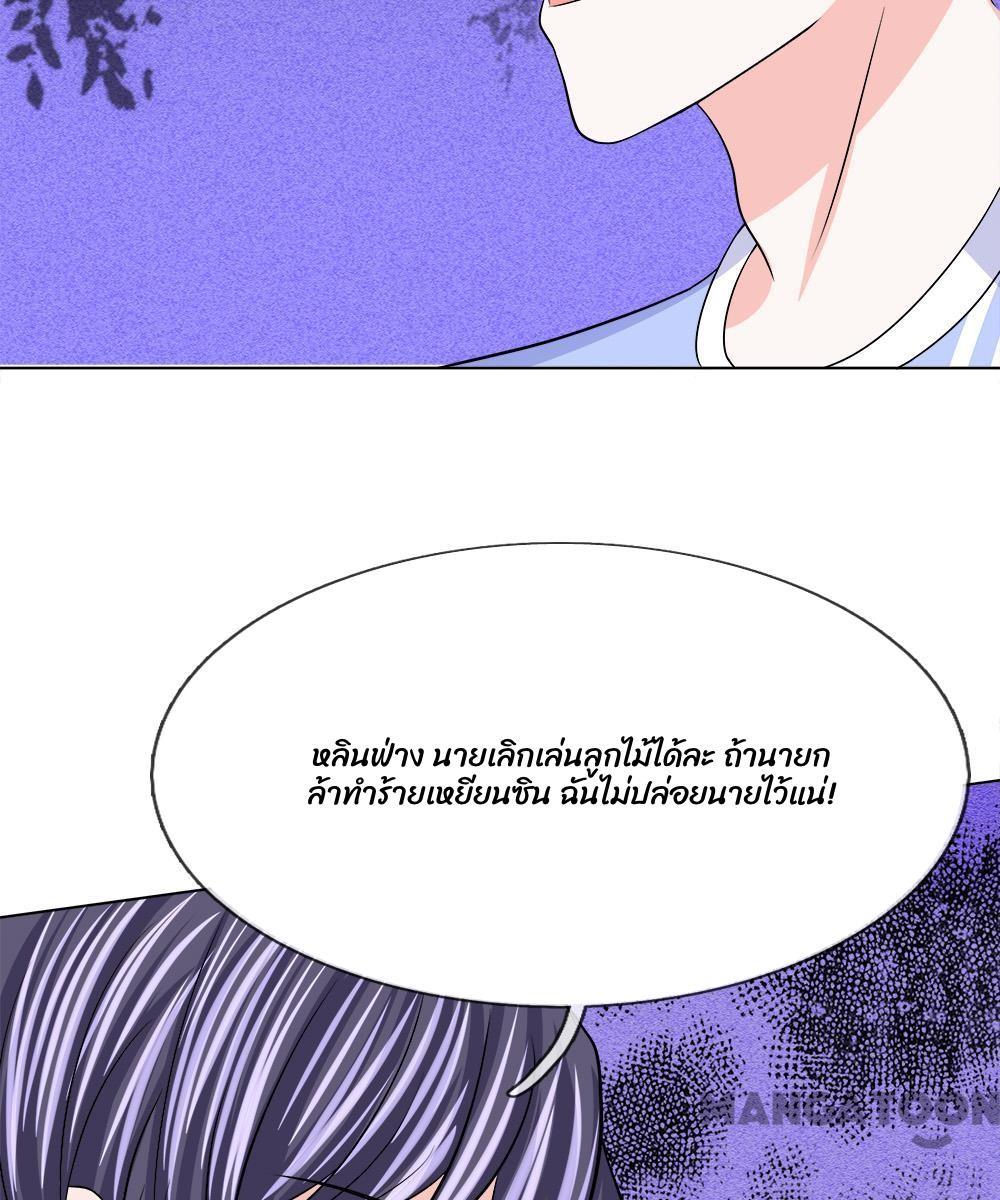 หลินฟ่าง นายเลิกเล่นลูกไม้ได้ละ ถ้านายก
ล้าทำร้ายเหยียนซิน ฉันไม่ปล่อยนายไว้แน่!
MANGATOON